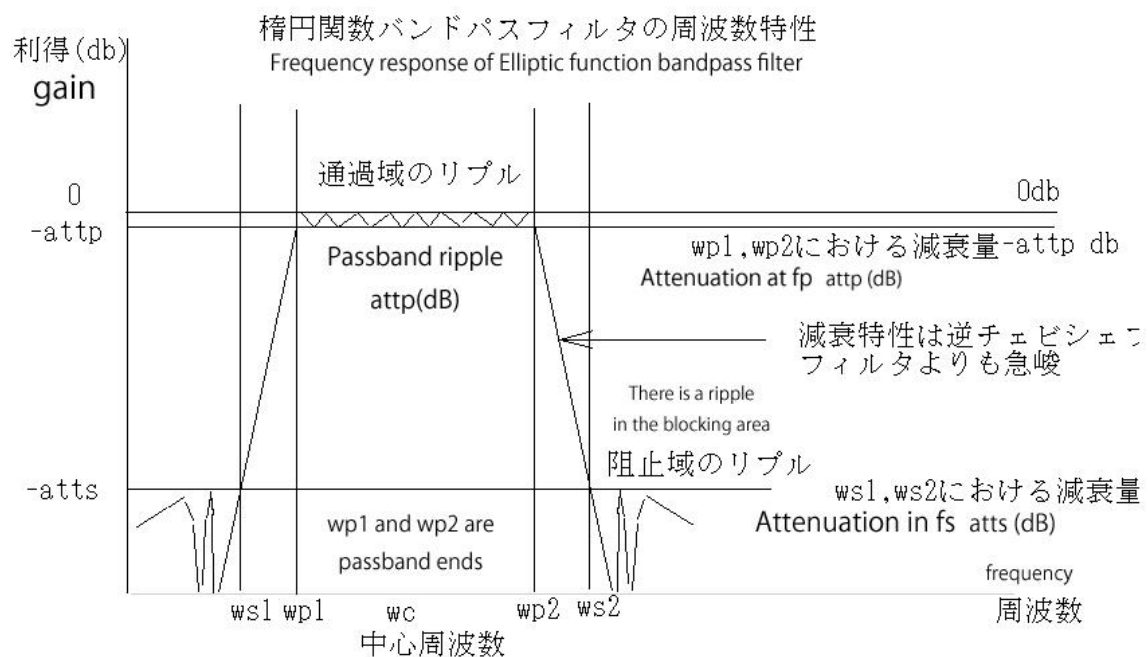 楕円関数バンドパスフィルタの周波数特性
利得(db)
Frequency response of Elliptic function bandpass filter
gain
通過域のリプル
0
0db
-attp
wp1,wp2における減衰量-attp db
Passband ripple
attp(dB)
Attenuation at fp attp (dB)
減衰特性は逆チェビシェフ
フィルタよりも急峻
There is a ripple
in the blocking area
阻止域のリプル
-atts
ws1,ws2における減衰量
Attenuation in fs atts (dB)
wp1 and wp2 are
passband ends
frequency
ws1 wp1 wc wp2 ws2
周波数
中心周波数